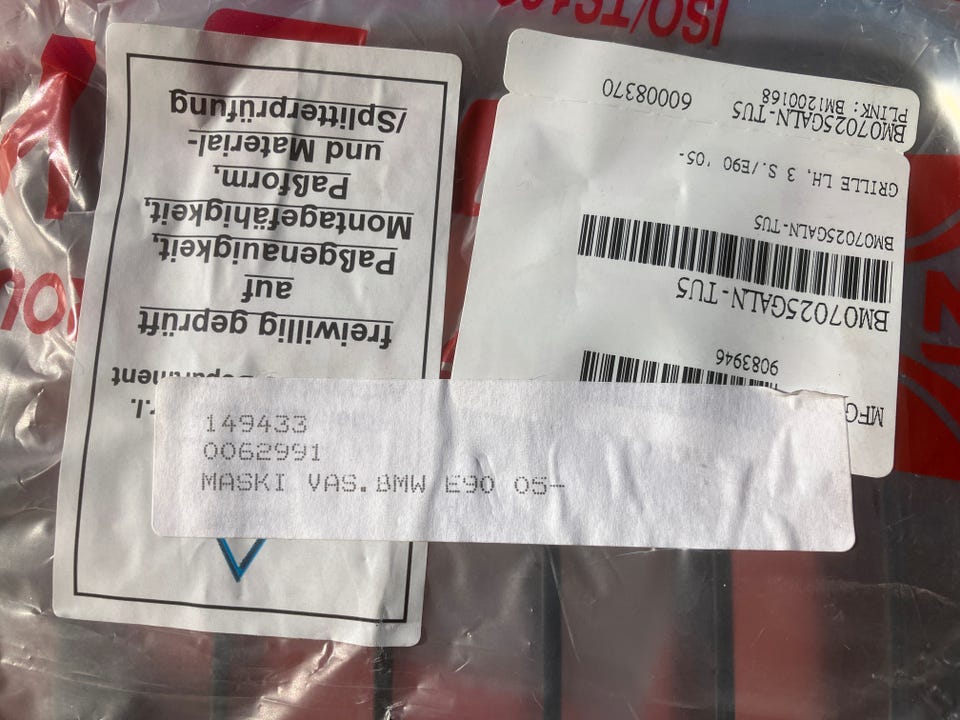 149433
0062991
MASKI VAS.BMW E90 05-
freiwillig geprüft
auf
Paßgenauigkeit,
Montagefähigkeit,
Paßform,
und Material-
/Splitterprüfung
9083946
BM07025GALN-TU5
BM07025GALN-TU5
GRILLE LH, 3 S./E90 '05-
BM07025GALN-TU5
PLINK: BM1200168
60008370